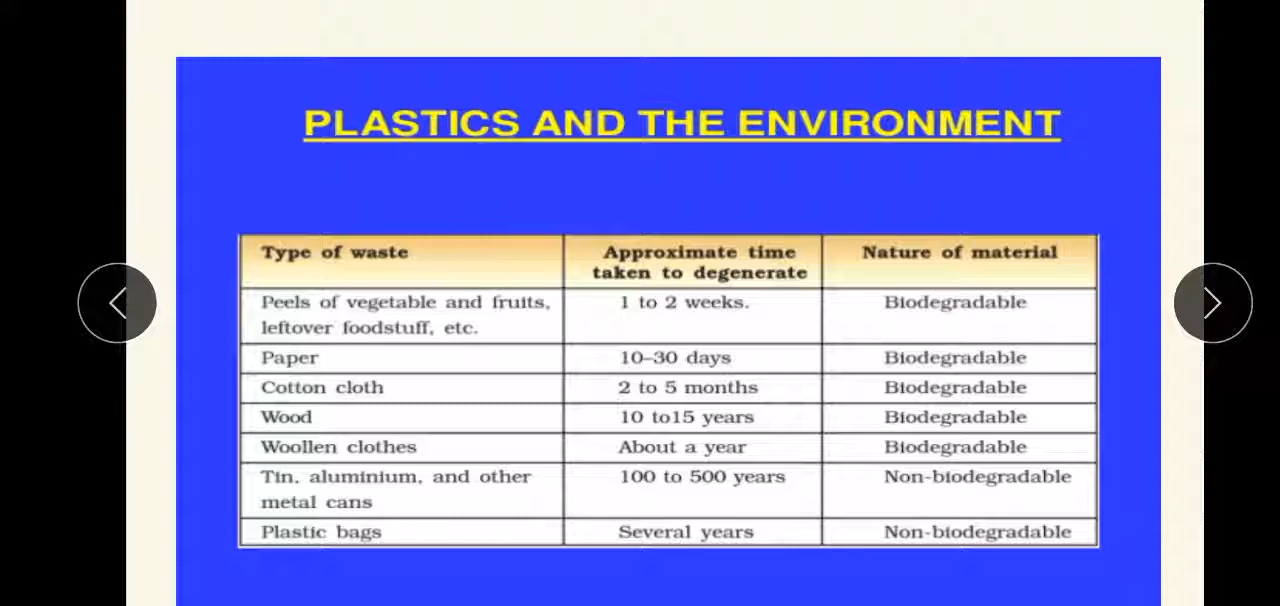 PLASTICS AND THE ENVIRONMENT
Type of waste
Approximate time
taken to degenerate
Nature of material
Peels of vegetable and fruits,
leftover foodstuff, etc.
1 to 2 weeks.
Biodegradable
Paper
10–30 days
Biodegradable
Cotton cloth
2 to 5 months
Biodegradable
Wood
10 to15 years
Biodegradable
Woollen clothes
About a year
Biodegradable
Tin, aluminium, and other
metal cans
100 to 500 years
Non-biodegradable
Plastic bags
Several years
Non-biodegradable